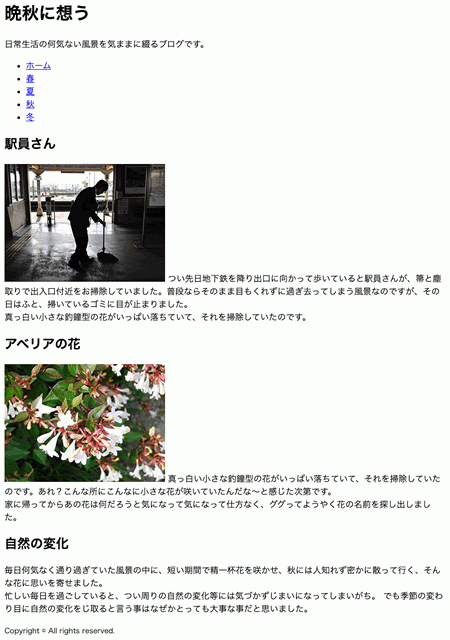 晩秋に想う
日常生活の何気ない風景を気ままに綴るブログです。
ホーム
春
夏
秋
冬
駅員さん
つい先日地下鉄を降り出口に向かって歩いていると駅員さんが、箒と塵
取りで出入口付近をお掃除していました。普段ならそのまま目もくれずに過ぎ去ってしまう風景なのですが、その
日はふと、掃いているゴミに目が止まりました。
真っ白い小さな釣鐘型の花がいっぱい落ちていて、それを掃除していたのです。
アベリアの花
真っ白い小さな釣鐘型の花がいっぱい落ちていて、それを掃除していた
のです。あれ？こんな所にこんなに小さな花が咲いていたんだな〜と感じた次第です。
家に帰ってからあの花は何だろうと気になって気になって仕方なく、ググってようやく花の名前を探し出しまし
た。
自然の変化
毎日何気なく通り過ぎていた風景の中に、短い期間で精一杯花を咲かせ、秋には人知れず密かに散って行く、そん
な花に思いを寄せました。
忙しい毎日を過ごしていると、つい周りの自然の変化等には気づかずじまいになってしまいがち。 でも季節の変わ
り目に自然の変化をじ取ると言う事はなぜかとっても大事な事だと思いました。
Copyright © All rights reserved.